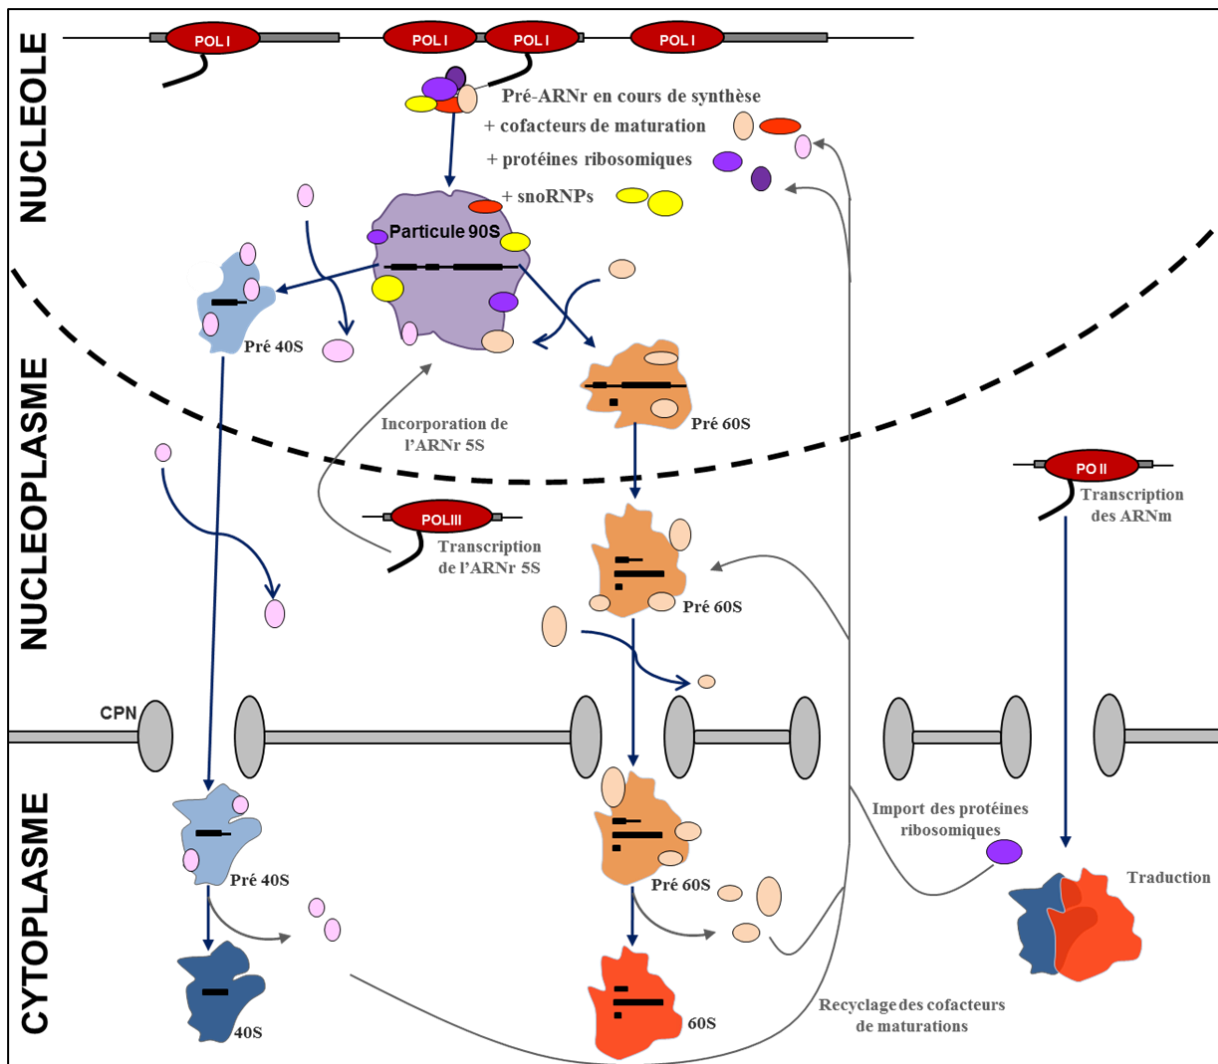 NUCLEOLE
POL I
POL I
POL I
POL I
Pré-ARNr en cours de synthèse
+ cofacteurs de maturation
+ protéines ribosomiques
+ snoRNPs
Particule 90S
Pré 40S
Pré 60S
NUCLEOPLASME
Incorporation de
l'ARNr 5S
POLIII
Transcription
de l'ARNr 5S
PO II
Transcription
des ARNm
Pré 60S
CPN
CYTOPLASME
Pré 40S
Pré 60S
Import des protéines
ribosomiques
Traduction
Recyclage des cofacteurs
de maturations
40S
60S